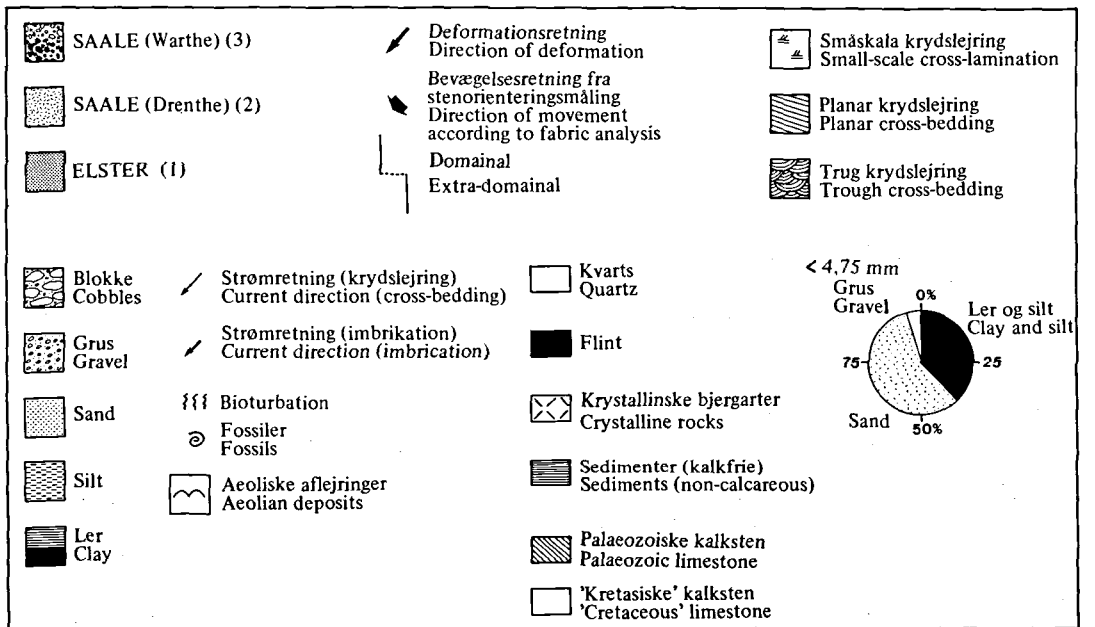 SAALE (Warthe) (3)
SAALE (Drenthe) (2)
ELSTER (1)
Deformationsretning
Direction of deformation
Bevægelsesretning fra
stenorienteringsmåling
Direction of movement
according to fabric analysis
Domainal
Extra-domainal
Småskala krydslejring
Small-scale cross-lamination
Planar krydslejring
Planar cross-bedding
Trug krydslejring
Trough cross-bedding
Blokke
Cobbles
Grus
Gravel
Sand
Silt
Ler
Clay
Strømretning (krydslejring)
Current direction (cross-bedding)
Strømretning (imbrikation)
Current direction (imbrication)
Bioturbation
Fossiler
Fossils
Aeoliske aflejringer
Aeolian deposits
Kvarts
Quartz
Flint
Krystallinske bjergarter
Crystalline rocks
Sedimenter (kalkfrie)
Sediments (non-calcareous)
Palaeozoiske kalksten
Palaeozoic limestone
'Kretasiske' kalksten
'Cretaceous' limestone
< 4,75 mm
Grus
Gravel
0%
Ler og silt
Clay and silt
75
25
Sand
50%